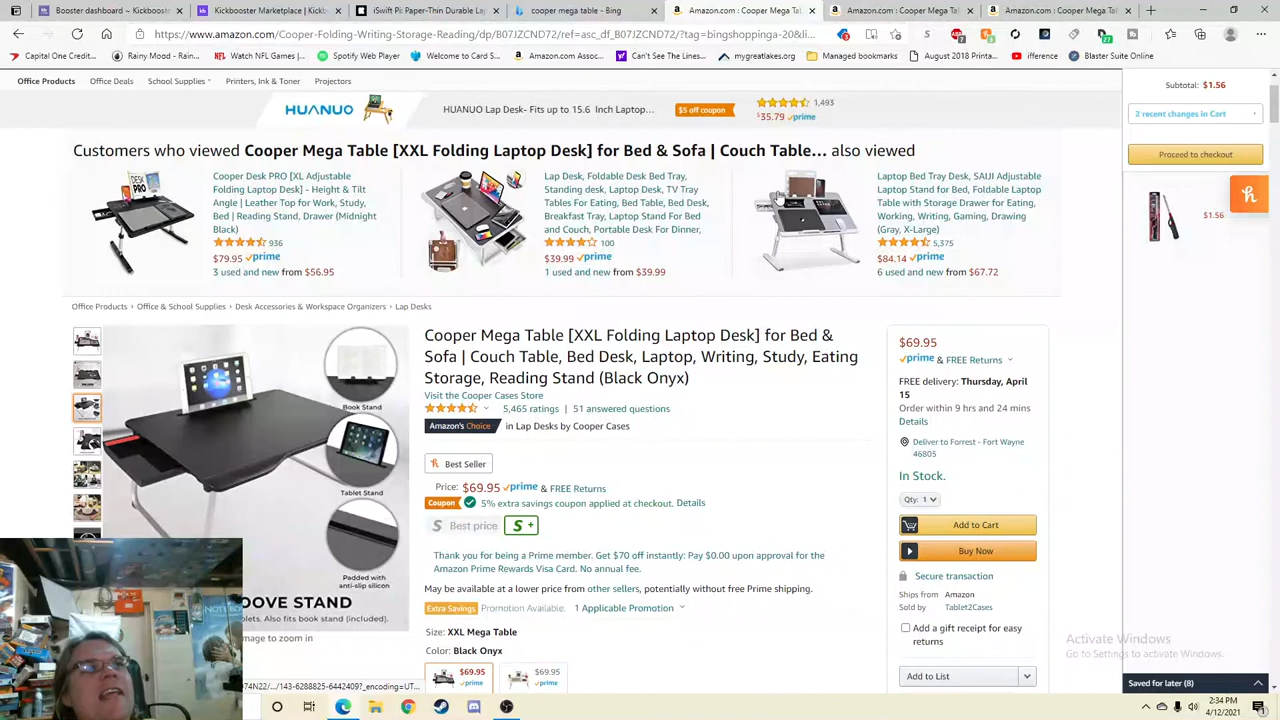 Booster dashboard ~ Kickboost
Kickbooster Marketplace ~ Kick
iSwift Pi Pet Durable Lap
cooper mega table - Bing
Amazon.com : Cooper Mega T
Amazon.com : Cooper Mega T
https://www.amazon.com/Cooper-Folding-Writing-Storage-Reading/dp/B07JZCND72/ref=asc_df_B07JZCND72/?tag=bingshoppinga-20&li...
Capital One Credit...
Rainy Mood - Rain...
Watch NFL Games |...
Spotify Web Player
Welcome to Card S...
Amazon.com Assoc...
Can't See The Lines...
mygreatlakes.org
Managed bookmarks
August 2018 Printa...
ifference
Blaster Suite Online
Office Products Office Deals School Supplies Printers, Ink & Toner Projectors
HUANUO
HUANUO Lap Desk- Fits up to 15.6 Inch Laptop...
$5 off coupon
1,493
$35.79 prime
Customers who viewed Cooper Mega Table [XXL Folding Laptop Desk] for Bed & Sofa | Couch Table... also viewed
Cooper Desk PRO [XL Adjustable
Folding Laptop Desk] - Height & Tilt
Angle | Leather Top for Work, Study,
Bed | Reading Stand, Drawer (Midnight
Black)
936
$79.95 prime
3 used and new from $56.95
Lap Desk, Foldable Desk Bed Tray,
Standing desk, Laptop Desk, TV Tray
Tables For Eating, Bed Table, Bed Desk,
Breakfast Tray, Laptop Stand For Bed
and Couch, Portable Desk For Dinner,
100
$39.99 prime
1 used and new from $39.99
Laptop Bed Tray Desk, SAIJI Adjustable
Laptop Stand for Bed, Foldable Laptop
Table with Storage Drawer for Eating,
Working, Writing, Gaming, Drawing
(Gray, X-Large)
5,375
$84.14 prime
6 used and new from $67.72
Subtotal: $1.56
2 recent changes in Cart
Proceed to checkout
$1.56
h
Office Products › Office & School Supplies › Desk Accessories & Workspace Organizers › Lap Desks
Book Stand
Tablet Stand
Padded with
anti-slip silicon
OOVE STAND
blets. Also fits book stand (included).
mage to zoom in
Cooper Mega Table [XXL Folding Laptop Desk] for Bed &
Sofa | Couch Table, Bed Desk, Laptop, Writing, Study, Eating
Storage, Reading Stand (Black Onyx)
Visit the Cooper Cases Store
5,465 ratings | 51 answered questions
Amazon's Choice in Lap Desks by Cooper Cases
Best Seller
Price: $69.95 prime & FREE Returns
Coupon 5% extra savings coupon applied at checkout. Details
Best price
S +
Thank you for being a Prime member. Get $70 off instantly: Pay $0.00 upon approval for the
Amazon Prime Rewards Visa Card. No annual fee.
May be available at a lower price from other sellers, potentially without free Prime shipping.
Extra Savings Promotion Available. 1 Applicable Promotion
Size: XXL Mega Table
Color: Black Onyx
$69.95
prime
$69.95
prime
$69.95
prime & FREE Returns
FREE delivery: Thursday, April
15
Order within 9 hrs and 24 mins
Details
Deliver to Forrest - Fort Wayne
46805
In Stock.
Qty: 1
Add to Cart
Buy Now
Secure transaction
Ships from Amazon
Sold by Tablet2Cases
Add a gift receipt for easy
returns
Add to List
Activate Windows
Go to Settings to activate Windows.
Saved for later (8)
74N22/.../143-6288825-6442409?_encoding=UT...
2:34 PM
4/12/2021